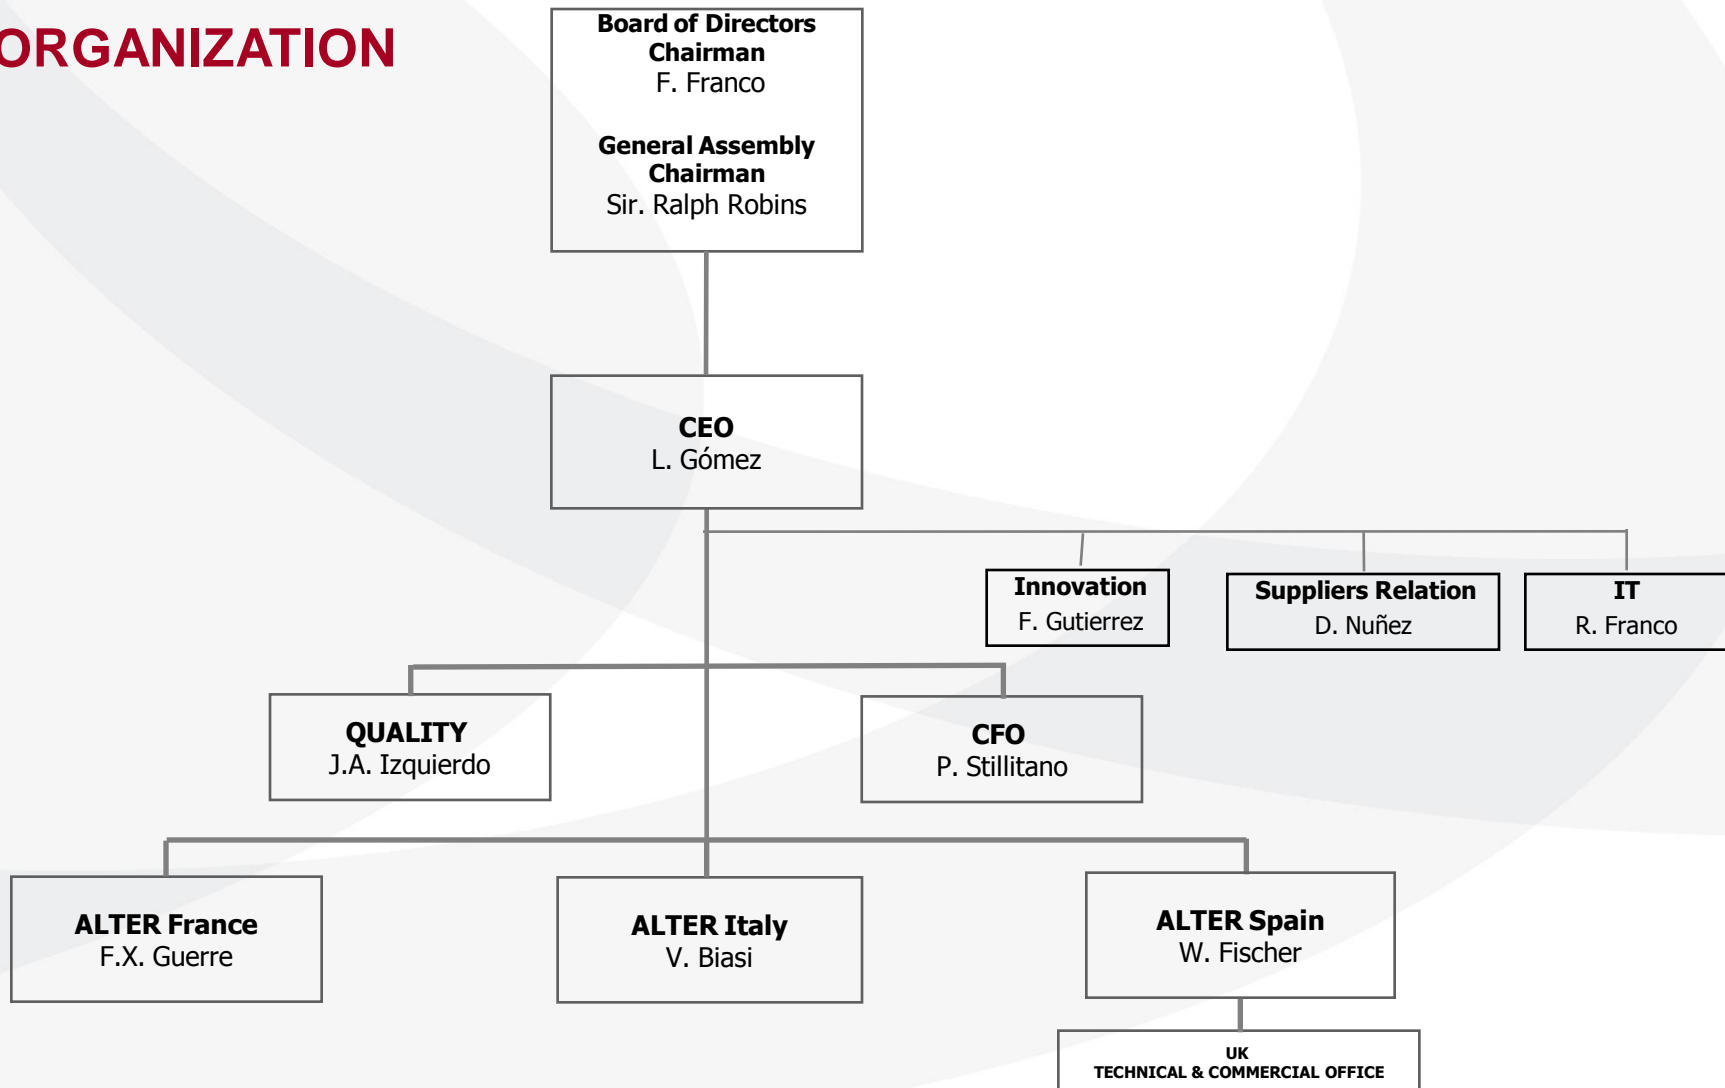 ORGANIZATION
Board of Directors
Chairman
F. Franco
General Assembly
Chairman
Sir. Ralph Robins
CEO
L. Gómez
Innovation
F. Gutierrez
Suppliers Relation
D. Nuñez
IT
R. Franco
QUALITY
J.A. Izquierdo
CFO
P. Stillitano
ALTER France
F.X. Guerre
ALTER Italy
V. Biasi
ALTER Spain
W. Fischer
UK
TECHNICAL & COMMERCIAL OFFICE